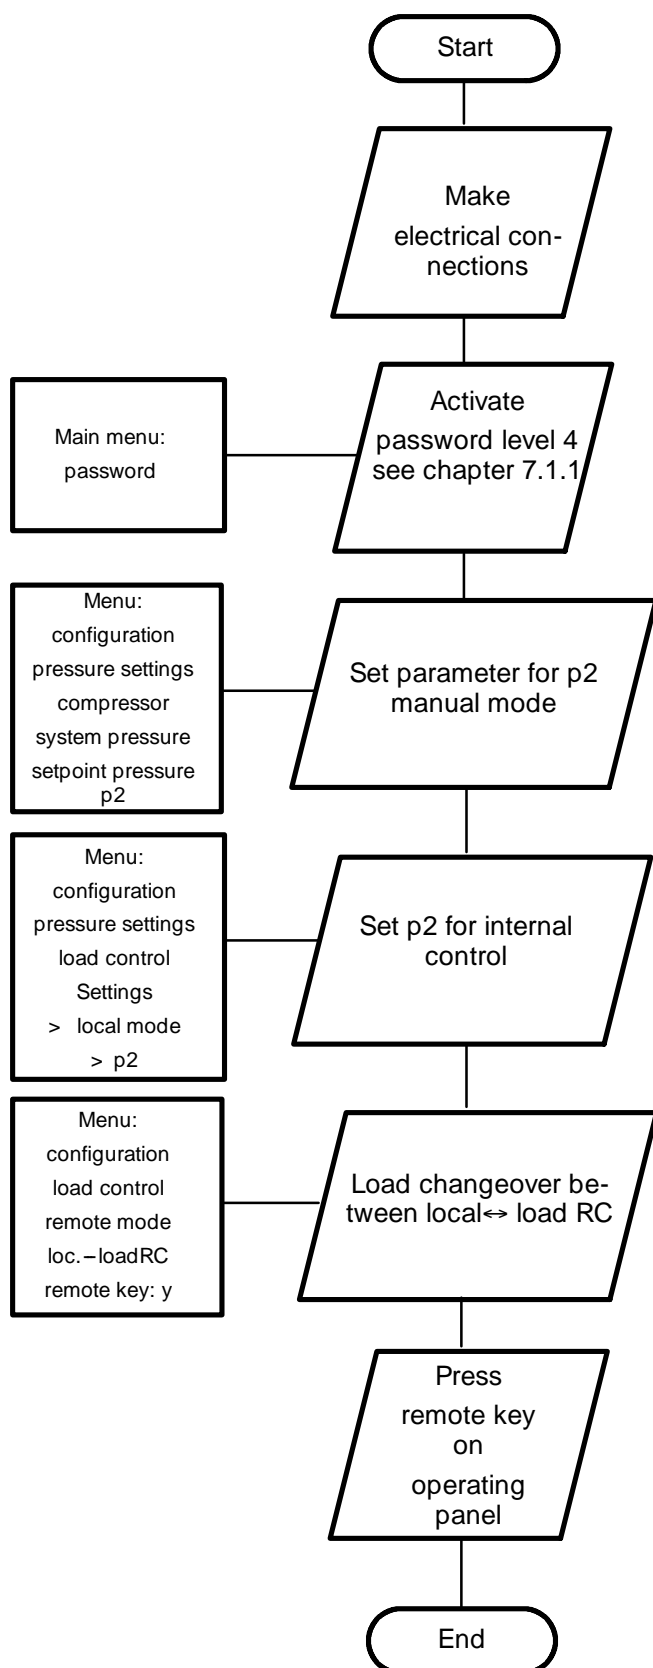 Start
Make
electrical con-
nections
Main menu:
password
Activate
password level 4
see chapter 7.1.1
Menu:
configuration
pressure settings
compressor
system pressure
setpoint pressure
p2
Set parameter for p2
manual mode
Menu:
configuration
pressure settings
load control
Settings
> local mode
> p2
Set p2 for internal
control
Menu:
configuration
load control
remote mode
loc.–loadRC
remote key: y
Load changeover be-
tween local↔ load RC
Press
remote key
on
operating
panel
End